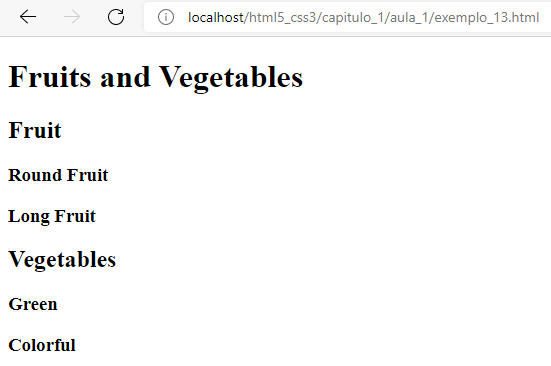 localhost/html5_css3/capitulo_1/aula_1/exemplo_13.html
Fruits and Vegetables
Fruit
Round Fruit
Long Fruit
Vegetables
Green
Colorful